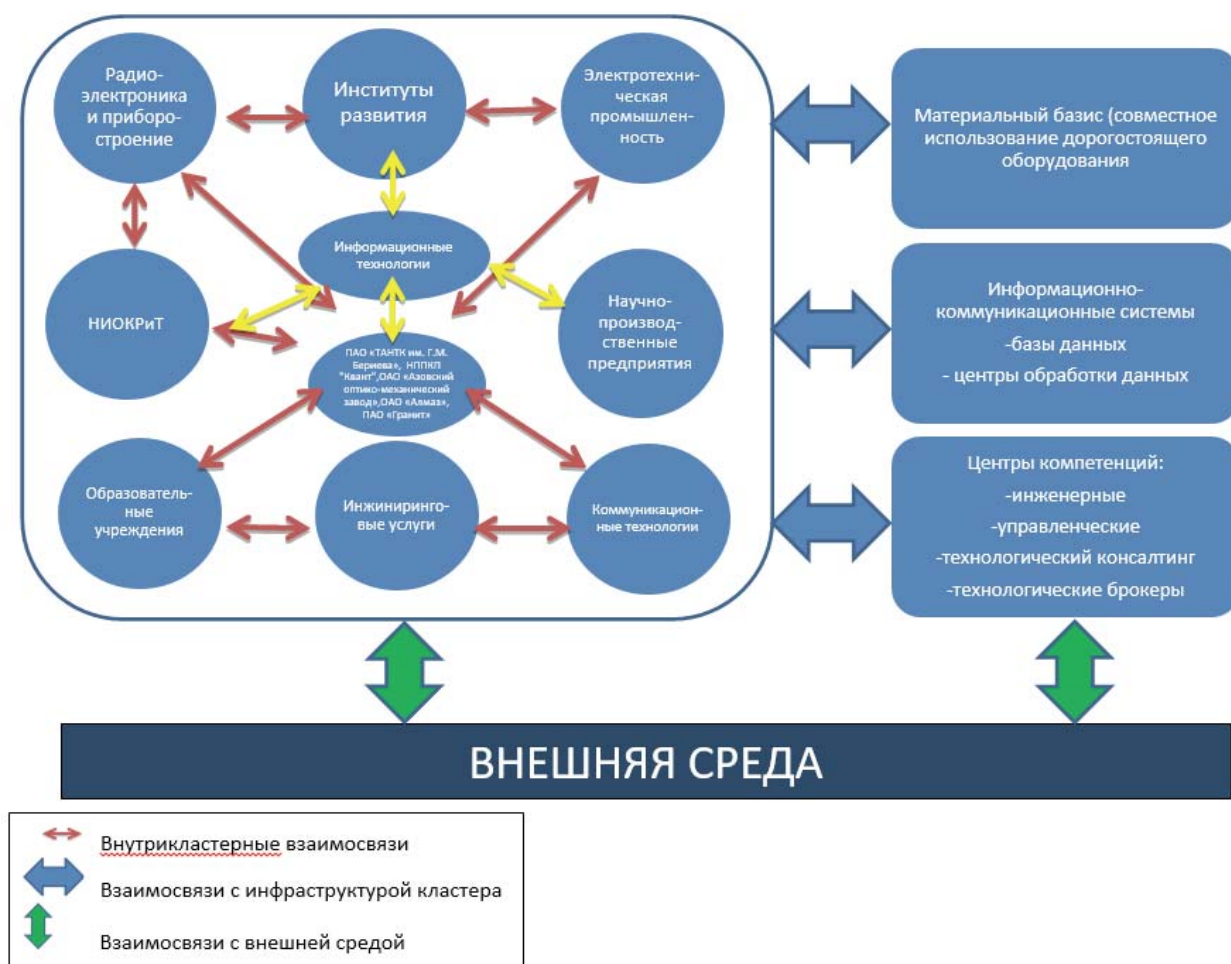 Радио-
электроника
и приборо-
строение
Институты
развития
Электротехни-
ческая
промышлен-
ность
Информационные
технологии
НИОКРиТ
Научно-
производ-
ственные
предприятия
ПАО «ТАНТК им. Г.М.
Бериева», НППКЛ
"Квант",ОАО «Азовский
оптико-механический
завод»,ОАО «Алмаз»,
ПАО «Гранит»
Образователь-
ные
учреждения
Инжиниринго-
вые услуги
Коммуникацион-
ные технологии
Материальный базис (совместное
использование дорогостоящего
оборудования
Информационно-
коммуникационные системы
-базы данных
- центры обработки данных
Центры компетенций:
-инженерные
-управленческие
-технологический консалтинг
-технологические брокеры
ВНЕШНЯЯ СРЕДА
Внутрикластерные взаимосвязи
Взаимосвязи с инфраструктурой кластера
Взаимосвязи с внешней средой